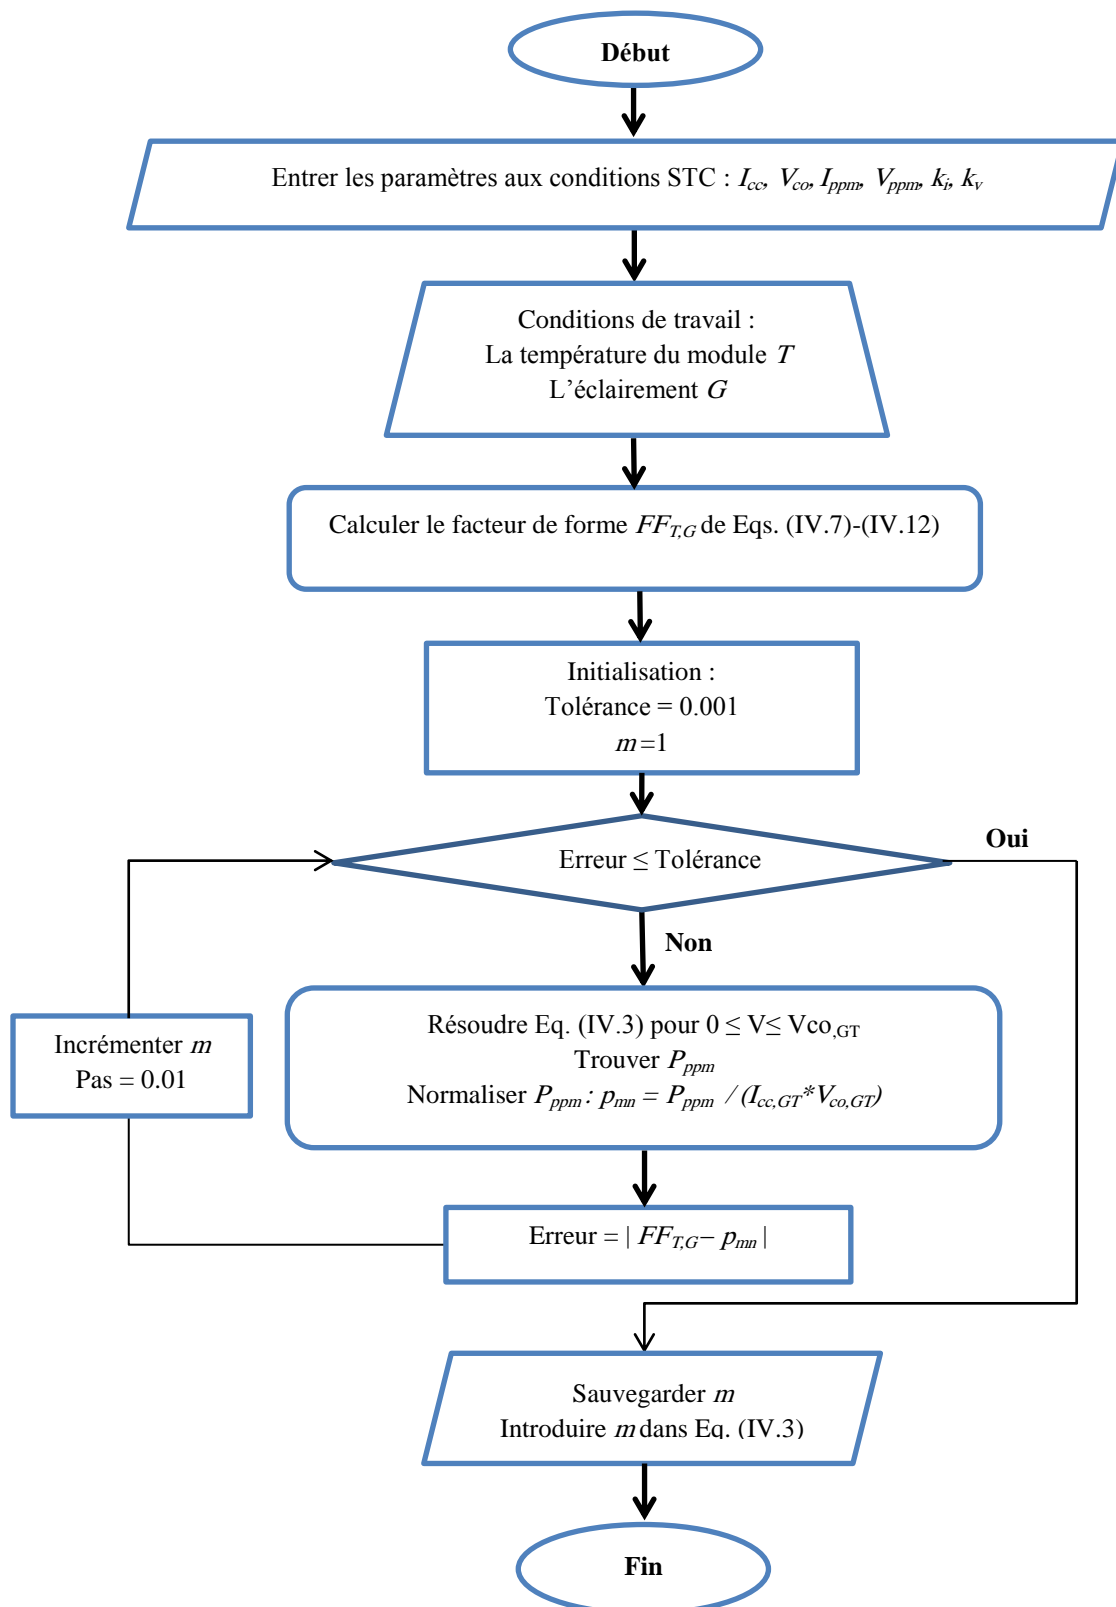 Début
Entrer les paramètres aux conditions STC : Icc, Vco, Ippm, Vppm, ki, kv
Conditions de travail :
La température du module T
L’éclairement G
Calculer le facteur de forme FFT,G de Eqs. (IV.7)-(IV.12)
Initialisation :
Tolérance = 0.001
m=1
Erreur ≤ Tolérance
Oui
Non
Résoudre Eq. (IV.3) pour 0 ≤ V≤ Vco,GT
Trouver Pppm
Normaliser Pppm : pmn = Pppm / (Icc,GT*Vco,GT)
Incrémenter m
Pas = 0.01
Erreur = | FFT,G – pmn |
Sauvegarder m
Introduire m dans Eq. (IV.3)
Fin